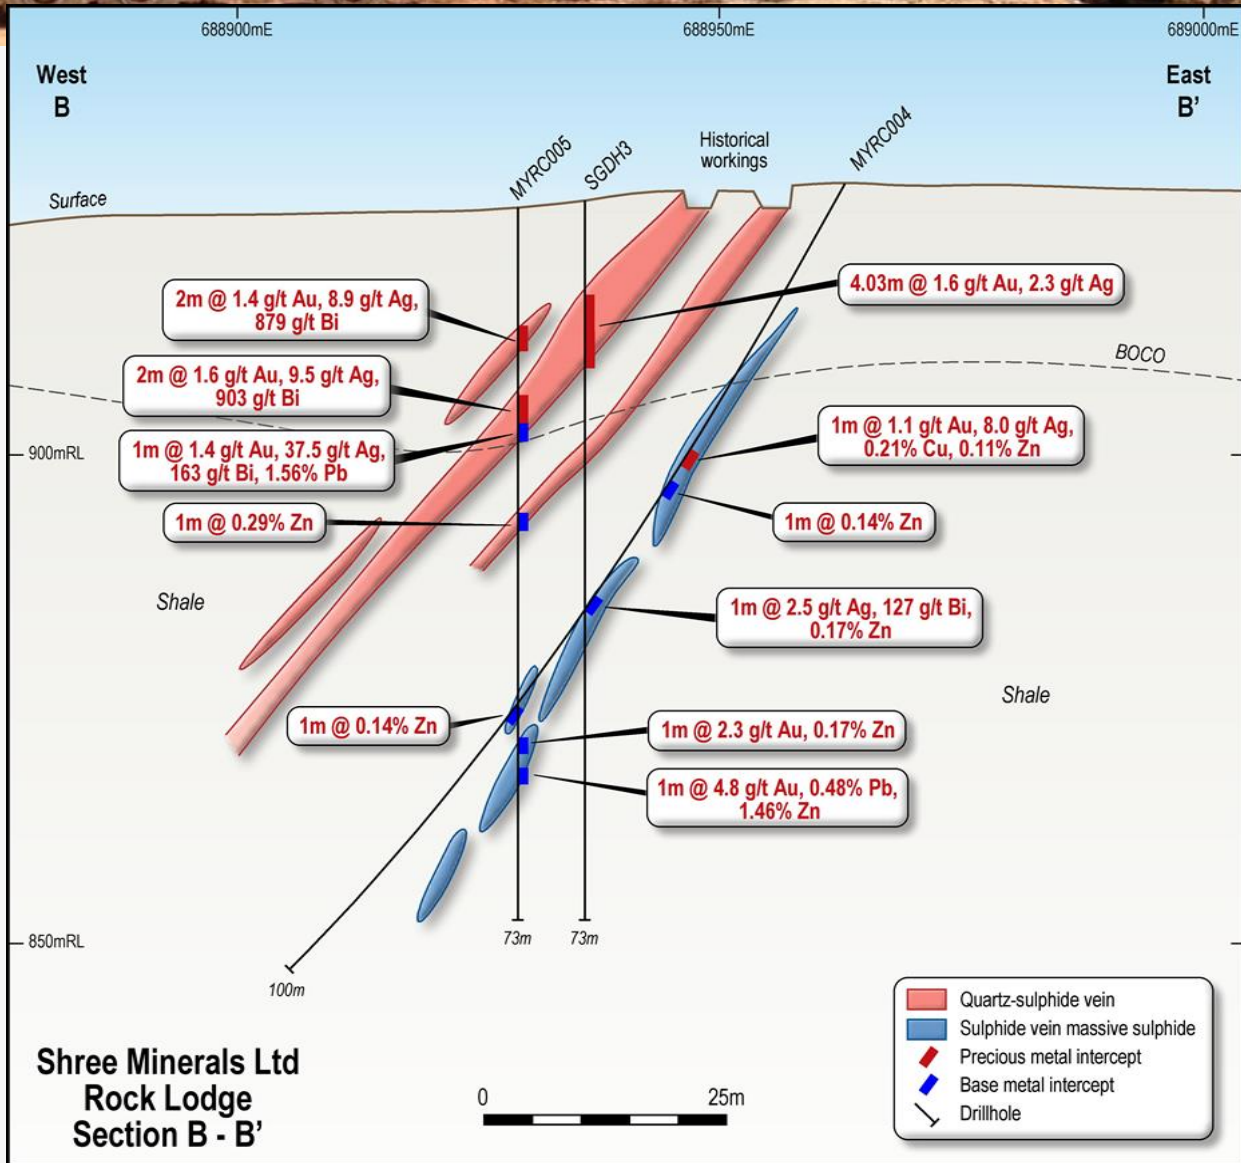 688900mE
688950mE
689000mE
West
B
East
B’
Surface
MYRC005
SGDH3
Historical
workings
MYRC004
2m @ 1.4 g/t Au, 8.9 g/t Ag,
879 g/t Bi
4.03m @ 1.6 g/t Au, 2.3 g/t Ag
BOCO
2m @ 1.6 g/t Au, 9.5 g/t Ag,
903 g/t Bi
1m @ 1.1 g/t Au, 8.0 g/t Ag,
0.21% Cu, 0.11% Zn
900mRL
1m @ 1.4 g/t Au, 37.5 g/t Ag,
163 g/t Bi, 1.56% Pb
1m @ 0.29% Zn
1m @ 0.14% Zn
Shale
1m @ 2.5 g/t Ag, 127 g/t Bi,
0.17% Zn
Shale
1m @ 0.14% Zn
1m @ 2.3 g/t Au, 0.17% Zn
1m @ 4.8 g/t Au, 0.48% Pb,
1.46% Zn
73m
73m
850mRL
100m
Quartz-sulphide vein
Sulphide vein massive sulphide
Precious metal intercept
Base metal intercept
Drillhole
Shree Minerals Ltd
Rock Lodge
Section B - B’
0
25m